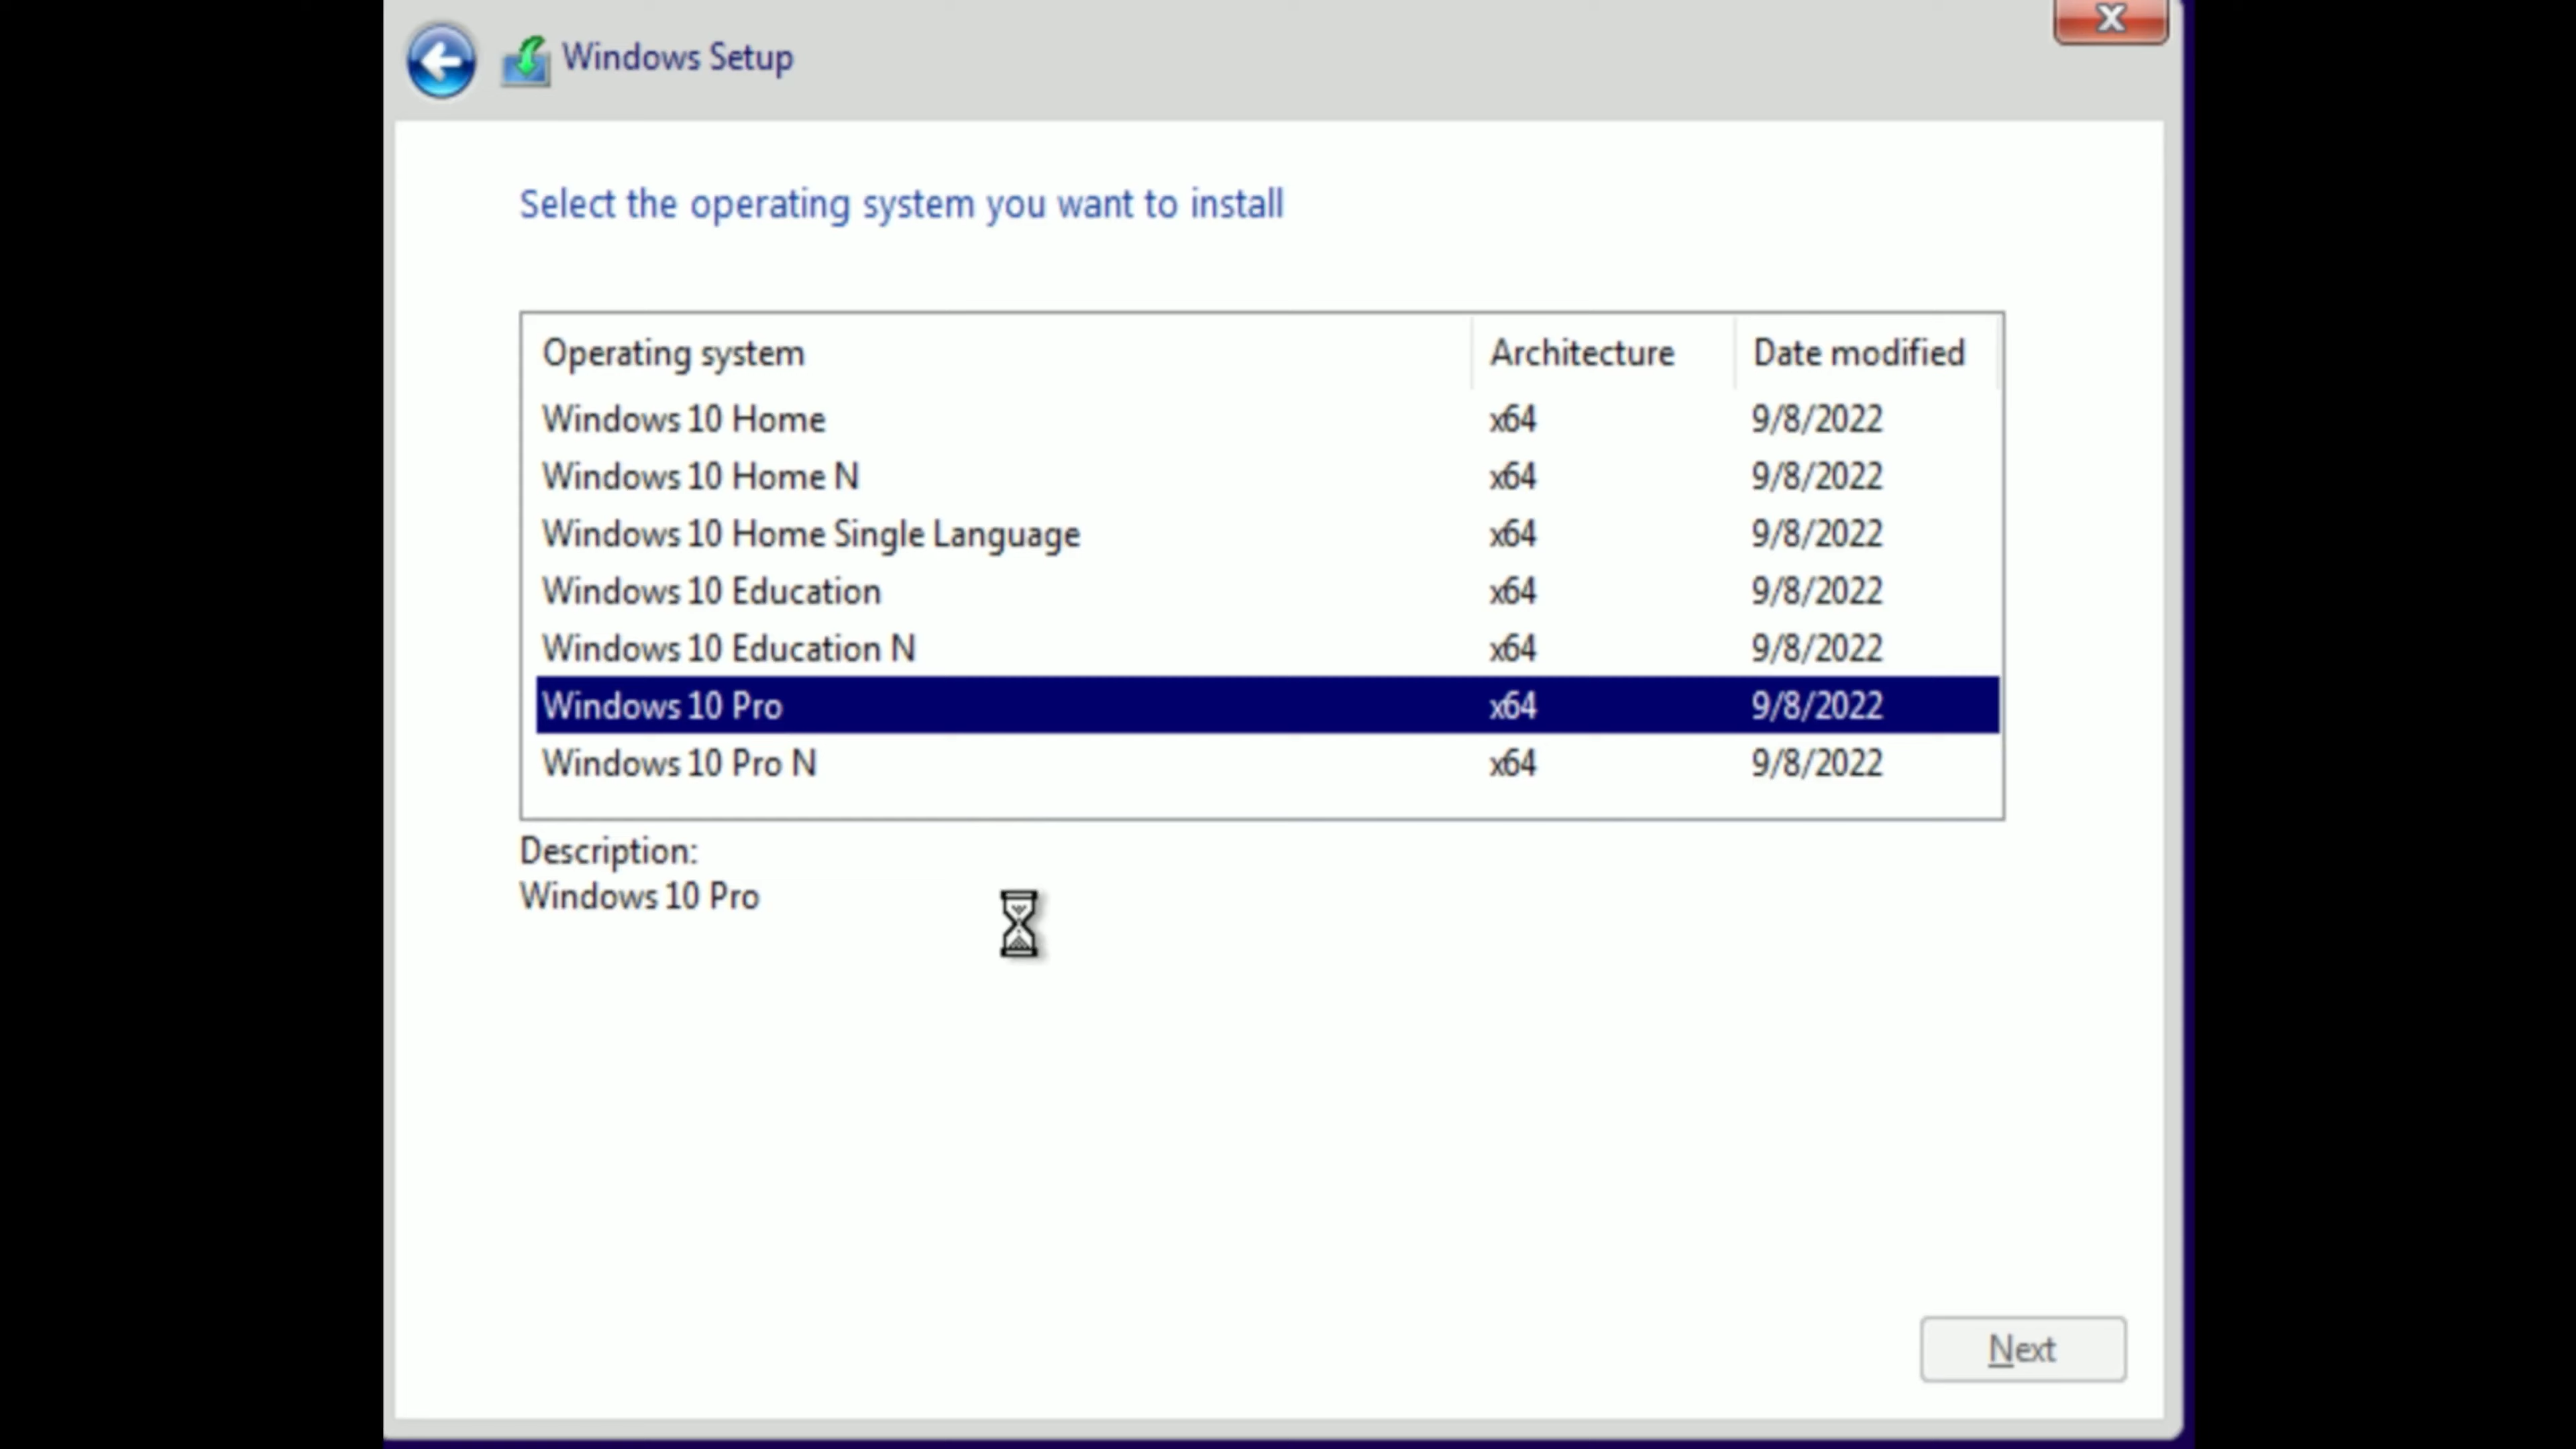 Windows Setup
Select the operating system you want to install
Operating system Architecture Date modified
Windows 10 Home x64 9/8/2022
Windows 10 Home N x64 9/8/2022
Windows 10 Home Single Language x64 9/8/2022
Windows 10 Education x64 9/8/2022
Windows 10 Education N x64 9/8/2022
Windows 10 Pro x64 9/8/2022
Windows 10 Pro N x64 9/8/2022
Description:
Windows 10 Pro
Next